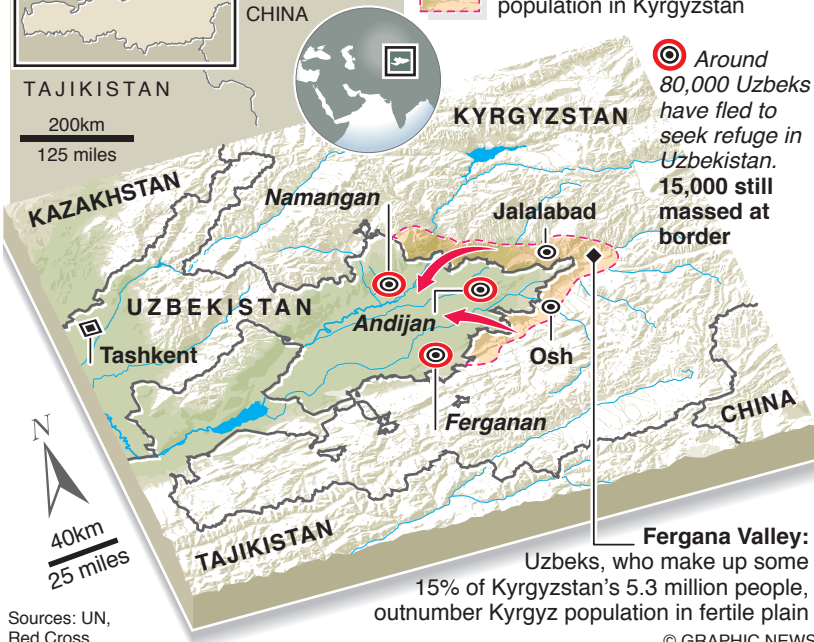 population in Kyrgyzstan
CHINA
TAJIKISTAN
200km
125 miles
Around
80,000 Uzbeks
have fled to
seek refuge in
Uzbekistan.
15,000 still
massed at
border
KYRGYZSTAN
KAZAKHSTAN
Namangan
Jalalabad
UZBEKISTAN
Andijan
Tashkent
Osh
Ferganan
CHINA
N
40km
25 miles
TAJIKISTAN
Fergana Valley:
Uzbeks, who make up some
15% of Kyrgyzstan's 5.3 million people,
outnumber Kyrgyz population in fertile plain
Sources: UN,
Red Cross
© GRAPHIC NEWS